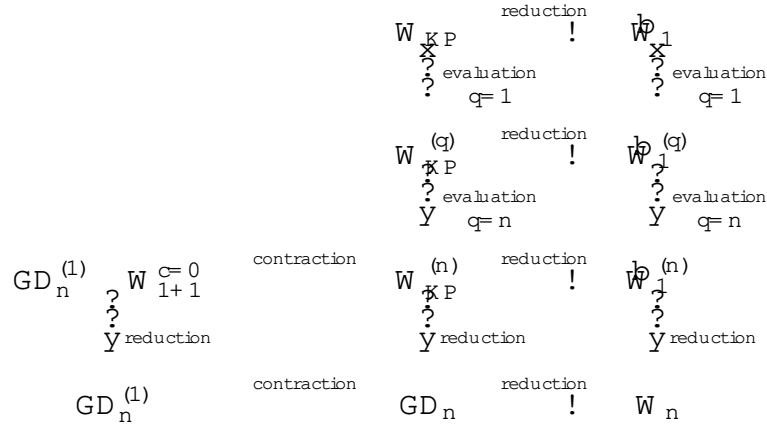 reduction
W KP ! Ŵ 1
x x
? evaluation ? evaluation
? q=1 ? q=1
reduction
W (q) KP ! Ŵ 1 (q)
? ?
? evaluation ? evaluation
y q=n y q=n
contraction reduction
GD n (1) W c=0 1+1 W (n) KP ! Ŵ 1 (n)
? ? ?
? ? ?
y reduction y reduction y reduction
contraction reduction
GD n (1) GD n ! W n